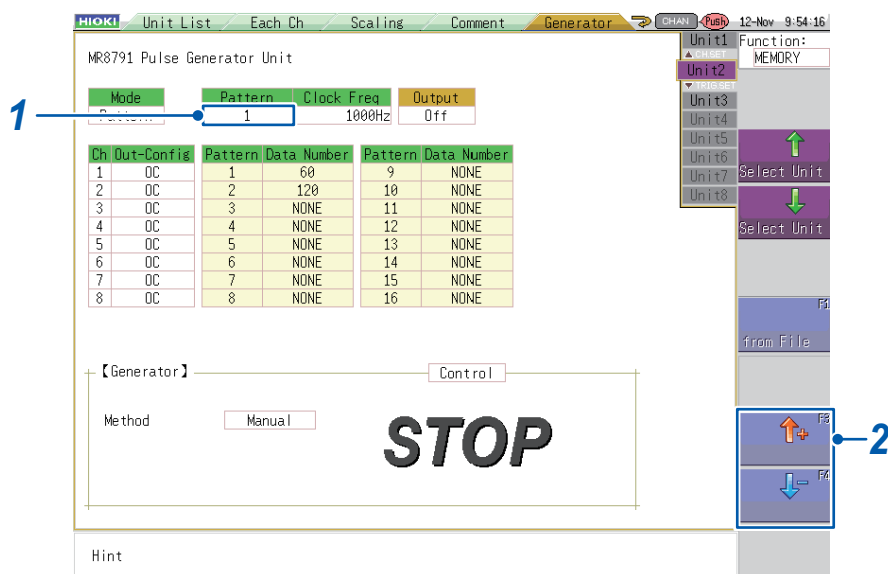 HIOKI Unit List Each Ch Scaling Comment Generator CHAN Push 12-Nov 9:54:16
Unit1 Function:
MR8791 Pulse Generator Unit
▲ CH.SET MEMORY
Unit2
▼ TRIG.SET
Unit3
Unit4
Unit5
Unit6
Unit7
Unit8
Mode Pattern Clock Freq Output
1 1 1000Hz Off
Ch Out-Config Pattern Data Number Pattern Data Number
1 OC 1 60 9 NONE
2 OC 2 120 10 NONE
3 OC 3 NONE 11 NONE
4 OC 4 NONE 12 NONE
5 OC 5 NONE 13 NONE
6 OC 6 NONE 14 NONE
7 OC 7 NONE 15 NONE
8 OC 8 NONE 16 NONE
Select Unit
Select Unit
F1
from File
【Generator】 Control
Method Manual
STOP
F3
+
2
F4
-
Hint